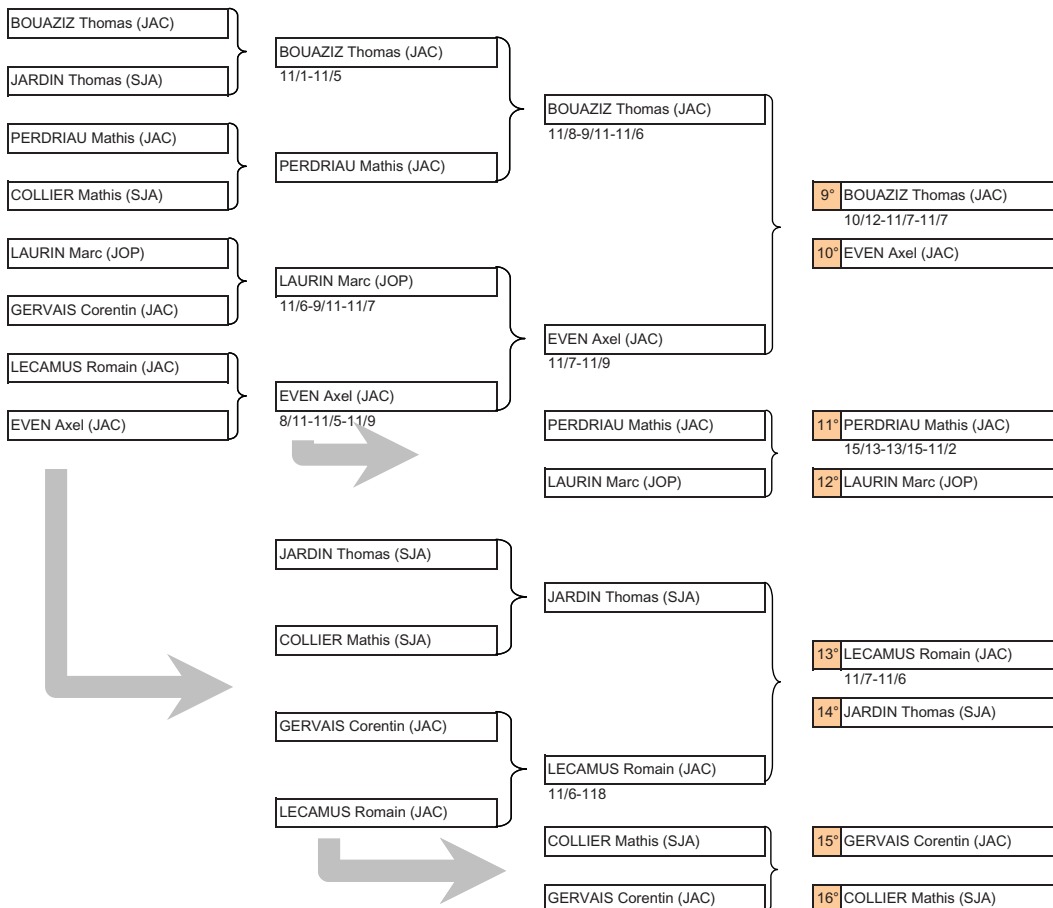 BOUAZIZ Thomas (JAC)
JARDIN Thomas (SJA)
PERDRIAU Mathis (JAC)
COLLIER Mathis (SJA)
LAURIN Marc (JOP)
GERVAIS Corentin (JAC)
LECAMUS Romain (JAC)
EVEN Axel (JAC)
BOUAZIZ Thomas (JAC)
11/1-11/5
PERDRIAU Mathis (JAC)
LAURIN Marc (JOP)
11/6-9/11-11/7
EVEN Axel (JAC)
8/11-11/5-11/9
BOUAZIZ Thomas (JAC)
11/8-9/11-11/6
EVEN Axel (JAC)
11/7-11/9
9° BOUAZIZ Thomas (JAC)
10/12-11/7-11/7
10° EVEN Axel (JAC)
PERDRIAU Mathis (JAC)
LAURIN Marc (JOP)
11° PERDRIAU Mathis (JAC)
15/13-13/15-11/2
12° LAURIN Marc (JOP)
JARDIN Thomas (SJA)
COLLIER Mathis (SJA)
GERVAIS Corentin (JAC)
LECAMUS Romain (JAC)
JARDIN Thomas (SJA)
LECAMUS Romain (JAC)
11/6-118
13° LECAMUS Romain (JAC)
11/7-11/6
14° JARDIN Thomas (SJA)
COLLIER Mathis (SJA)
GERVAIS Corentin (JAC)
15° GERVAIS Corentin (JAC)
16° COLLIER Mathis (SJA)